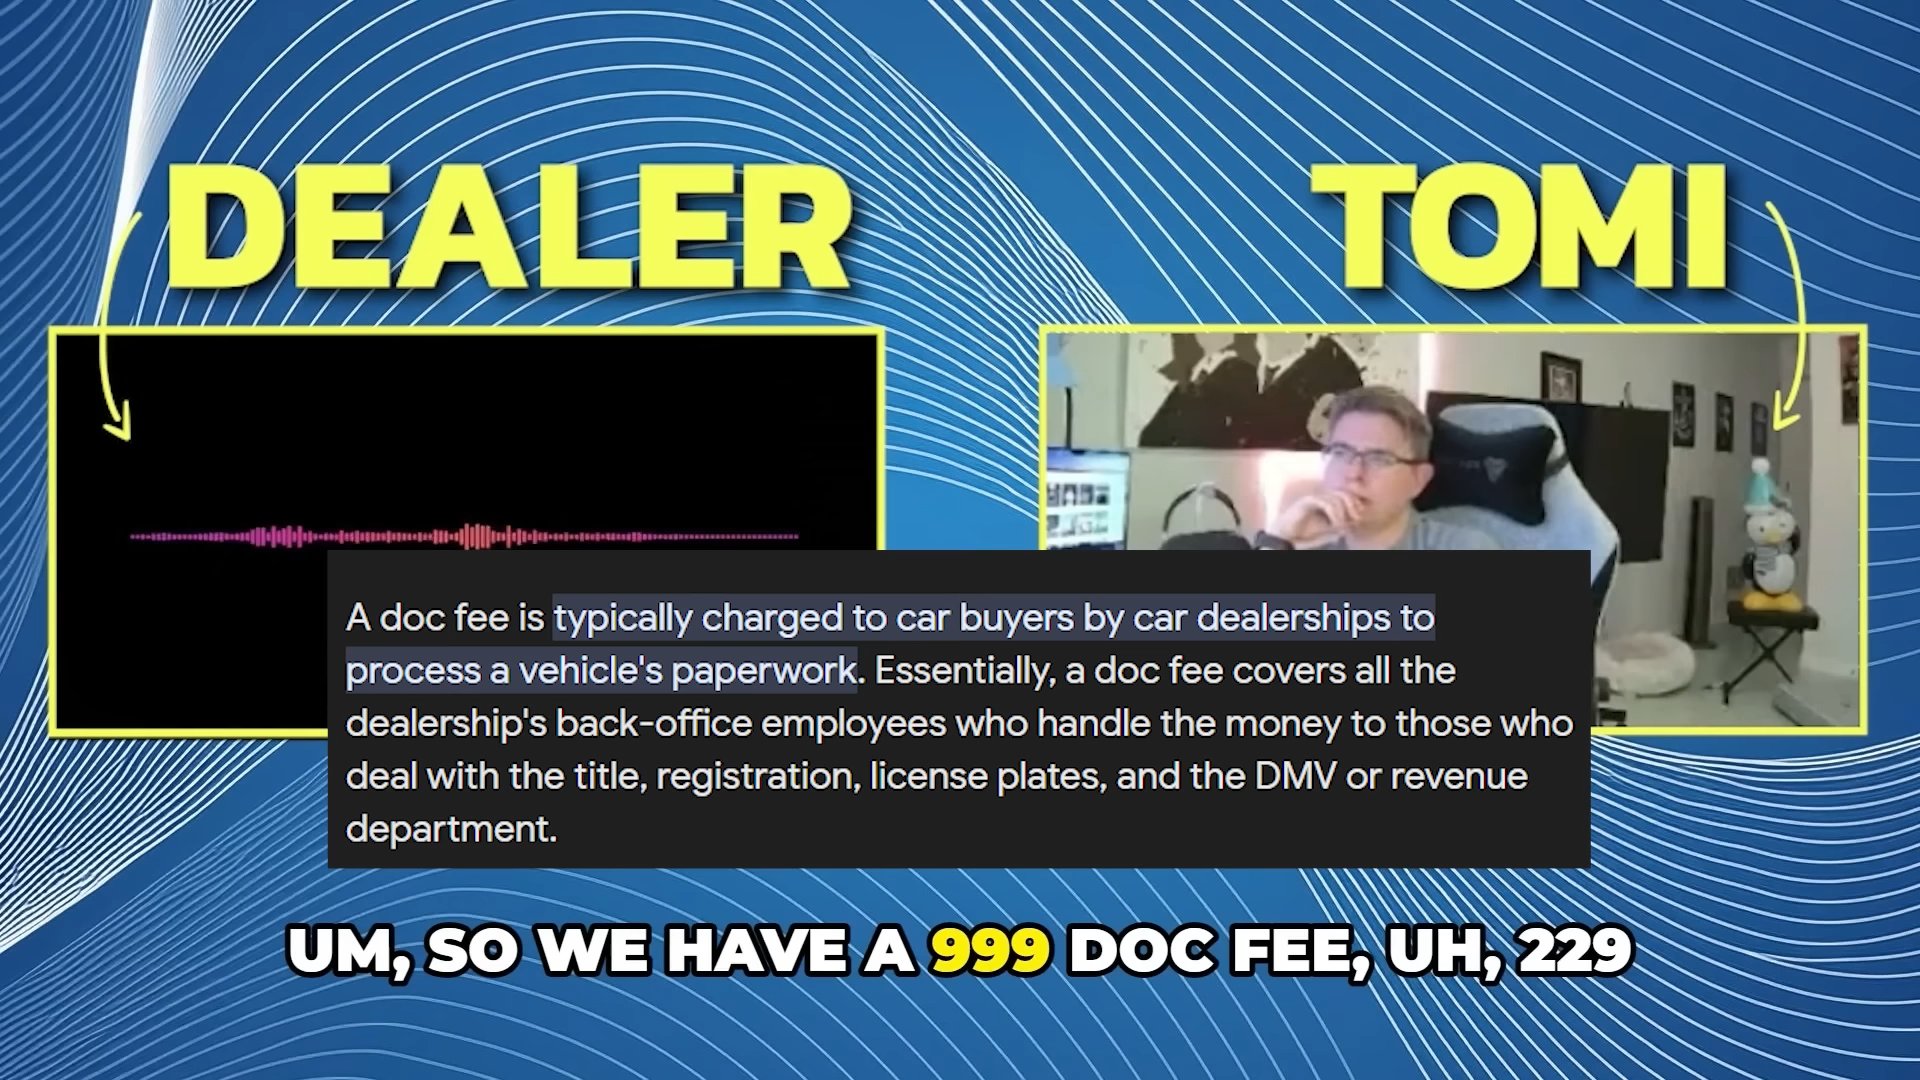 DEALER
TOMI
A doc fee is typically charged to car buyers by car dealerships to
process a vehicle's paperwork. Essentially, a doc fee covers all the
dealership's back-office employees who handle the money to those who
deal with the title, registration, license plates, and the DMV or revenue
department.
UM, SO WE HAVE A 999 DOC FEE, UH, 229